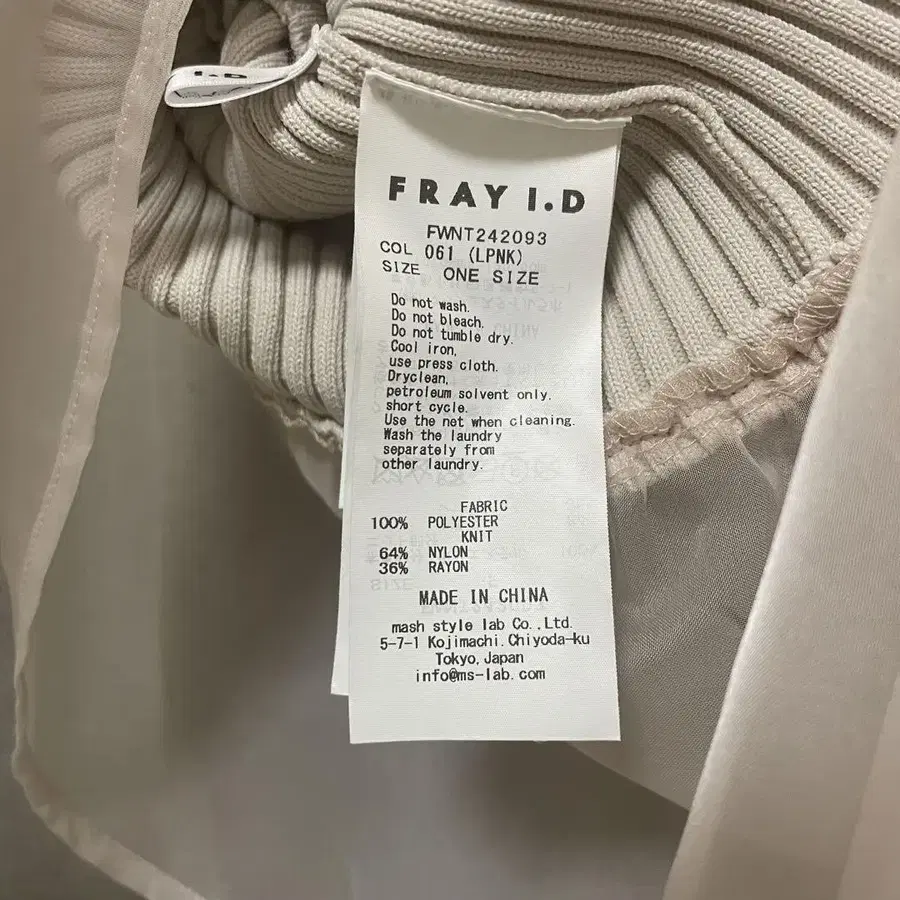 I.D
FRAY I.D
FWNT242093
COL 061 (LPNK)
SIZE ONE SIZE
Do not wash.
Do not bleach.
Do not tumble dry.
Cool iron,
use press cloth.
Dryclean,
petroleum solvent only.
short cycle.
Use the net when cleaning.
Wash the laundry
separately from
other laundry.
FABRIC
100% POLYESTER
KNIT
64% NYLON
36% RAYON
MADE IN CHINA
mash style lab Co.,Ltd.
5-7-1 Kojimachi.Chiyoda-ku
Tokyo,Japan
info@ms-lab.com